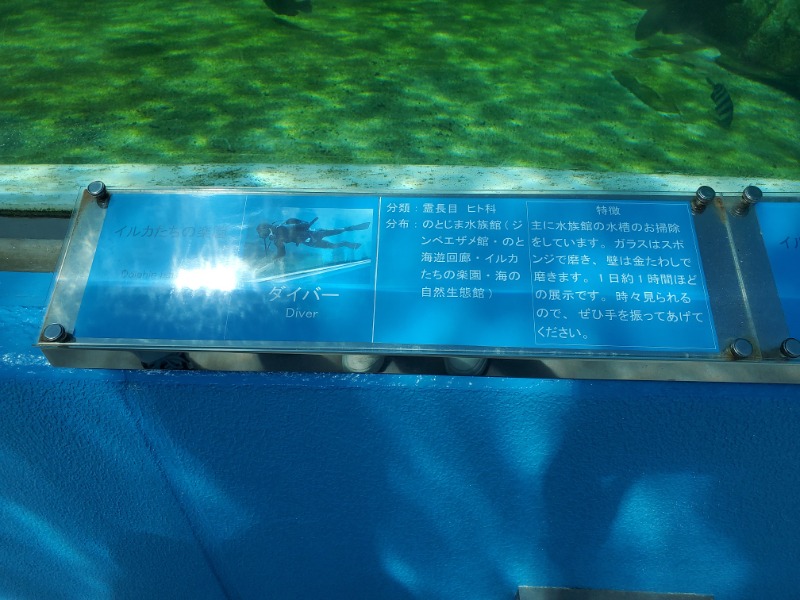 イルカたちの楽園
ダイバー
Diver
分類：霊長目 ヒト科
分布：のとじま水族館（ジ
ンベエザメ館・のと
海遊回廊・イルカ
たちの楽園・海の
自然生態館）
特徴
主に水族館の水槽のお掃除
をしています。ガラスはスポ
ンジで磨き、壁は金たわしで
磨きます。1日約1時間ほど
の展示です。時々見られる
ので、ぜひ手を振ってあげて
ください。